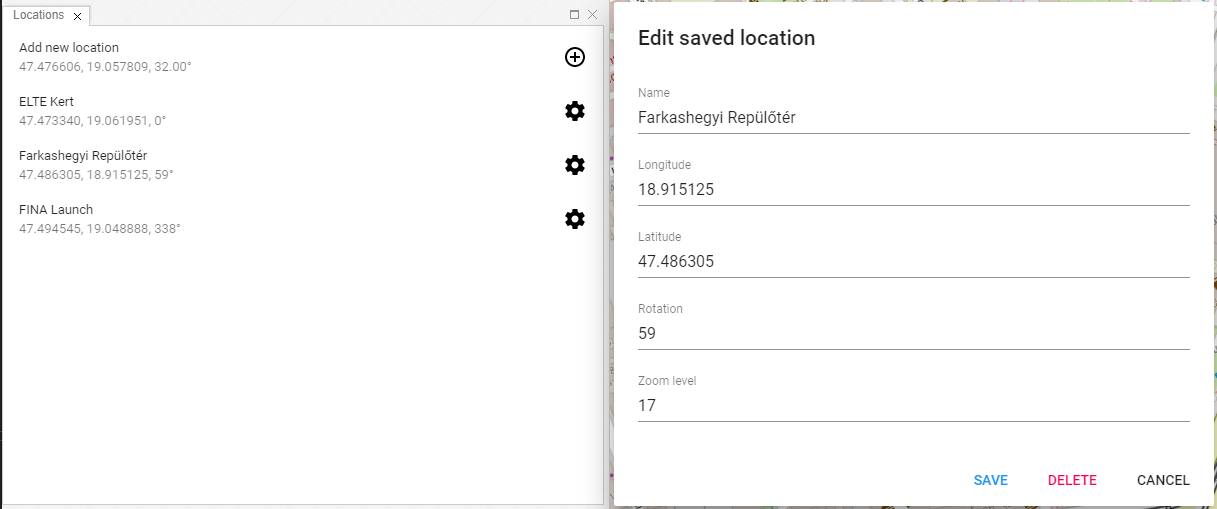 Locations
Add new location
47.476606, 19.057809, 32.00°
ELTE Kert
47.473340, 19.061951, 0°
Farkashegyi Repülőtér
47.486305, 18.915125, 59°
FINA Launch
47.494545, 19.048888, 338°
Edit saved location
Name
Farkashegyi Repülőtér
Longitude
18.915125
Latitude
47.486305
Rotation
59
Zoom level
17
SAVE DELETE CANCEL